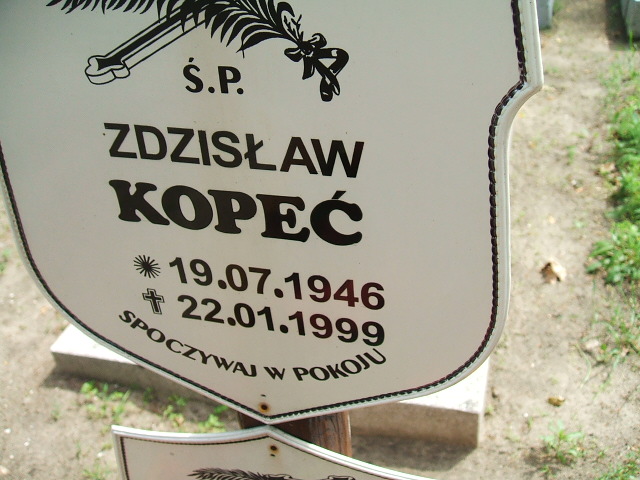 Ś.P.
ZDZISŁAW
KOPEĆ
19.07.1946
22.01.1999
SPOCZYWAJ W POKOJU